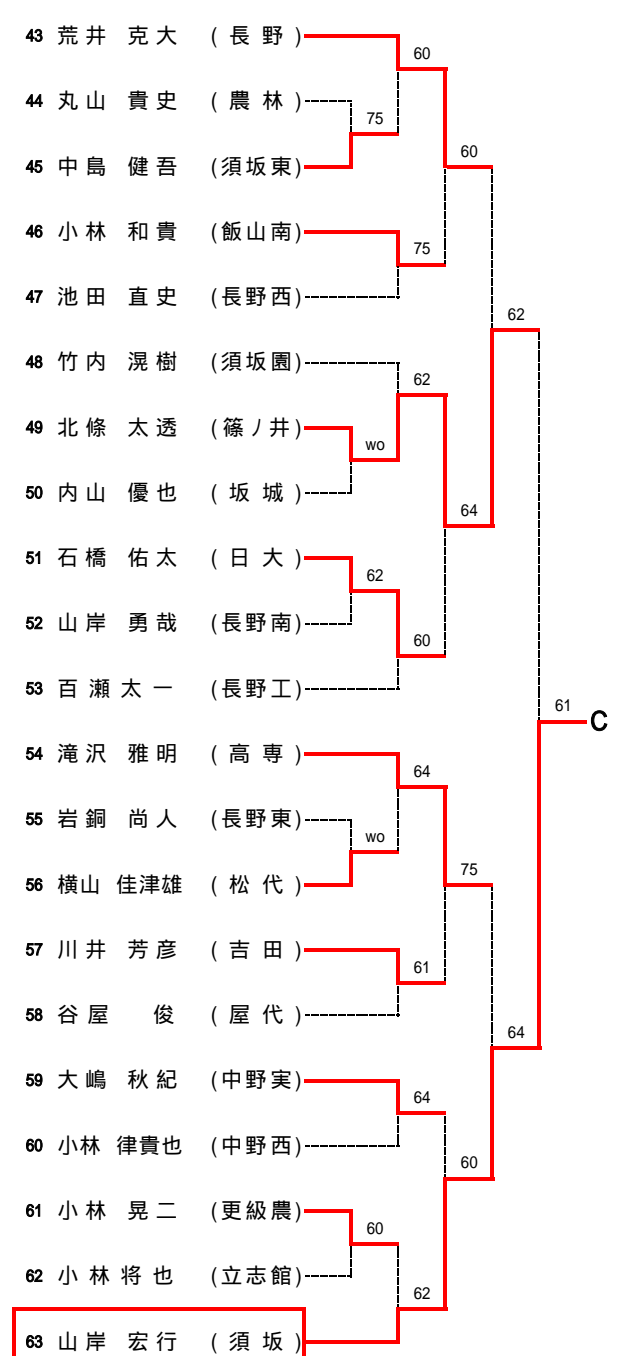 43 荒井 克大 (長野)
60
44 丸山 貴史 (農林)
75
45 中島 健吾 (須坂東)
60
46 小林 和貴 (飯山南)
75
47 池田 直史 (長野西)
62
48 竹内 滉樹 (須坂園)
62
49 北條 太透 (篠ノ井)
wo
50 内山 優也 (坂城)
64
51 石橋 佑太 (日大)
62
52 山岸 勇哉 (長野南)
60
53 百瀬太一 (長野工)
61
C
54 滝沢 雅明 (高専)
64
55 岩銅 尚人 (長野東)
wo
56 横山 佳津雄 (松代)
75
57 川井 芳彦 (吉田)
61
58 谷屋 俊 (屋代)
64
59 大嶋 秋紀 (中野実)
64
60 小林 律貴也 (中野西)
60
61 小林 晃二 (更級農)
60
62 小林将也 (立志館)
62
63 山岸 宏行 (須坂)